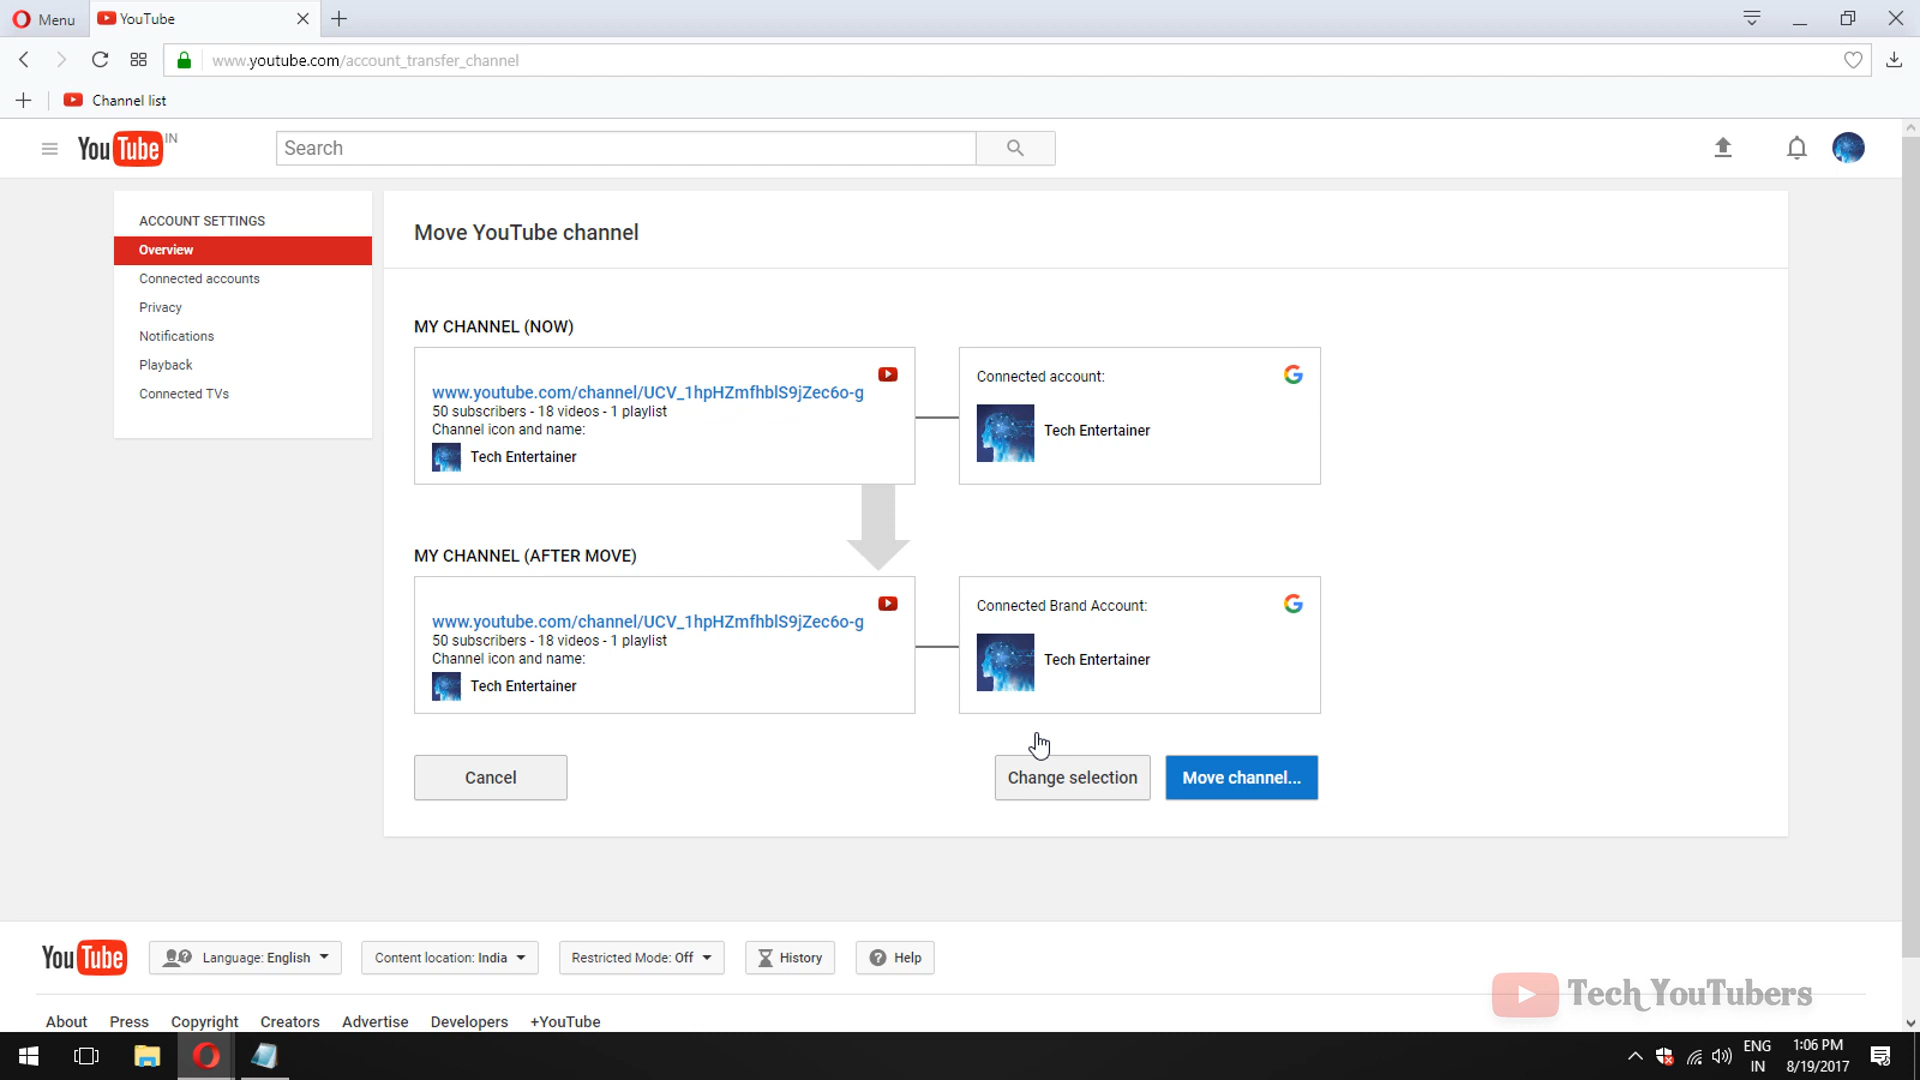 Menu
YouTube
www.youtube.com/account_transfer_channel
Channel list
YouTube IN
Search
ACCOUNT SETTINGS
Overview
Connected accounts
Privacy
Notifications
Playback
Connected TVs
Move YouTube channel
MY CHANNEL (NOW)
www.youtube.com/channel/UCV_1hpHZmfhblS9jZec6o-g
50 subscribers - 18 videos - 1 playlist
Channel icon and name:
Tech Entertainer
Connected account:
Tech Entertainer
MY CHANNEL (AFTER MOVE)
www.youtube.com/channel/UCV_1hpHZmfhblS9jZec6o-g
50 subscribers - 18 videos - 1 playlist
Channel icon and name:
Tech Entertainer
Connected Brand Account:
Tech Entertainer
Cancel
Change selection
Move channel...
YouTube
Language: English
Content location: India
Restricted Mode: Off
History
Help
Tech YouTubers
About Press Copyright Creators Advertise Developers +YouTube
ENG
IN
1:06 PM
8/19/2017